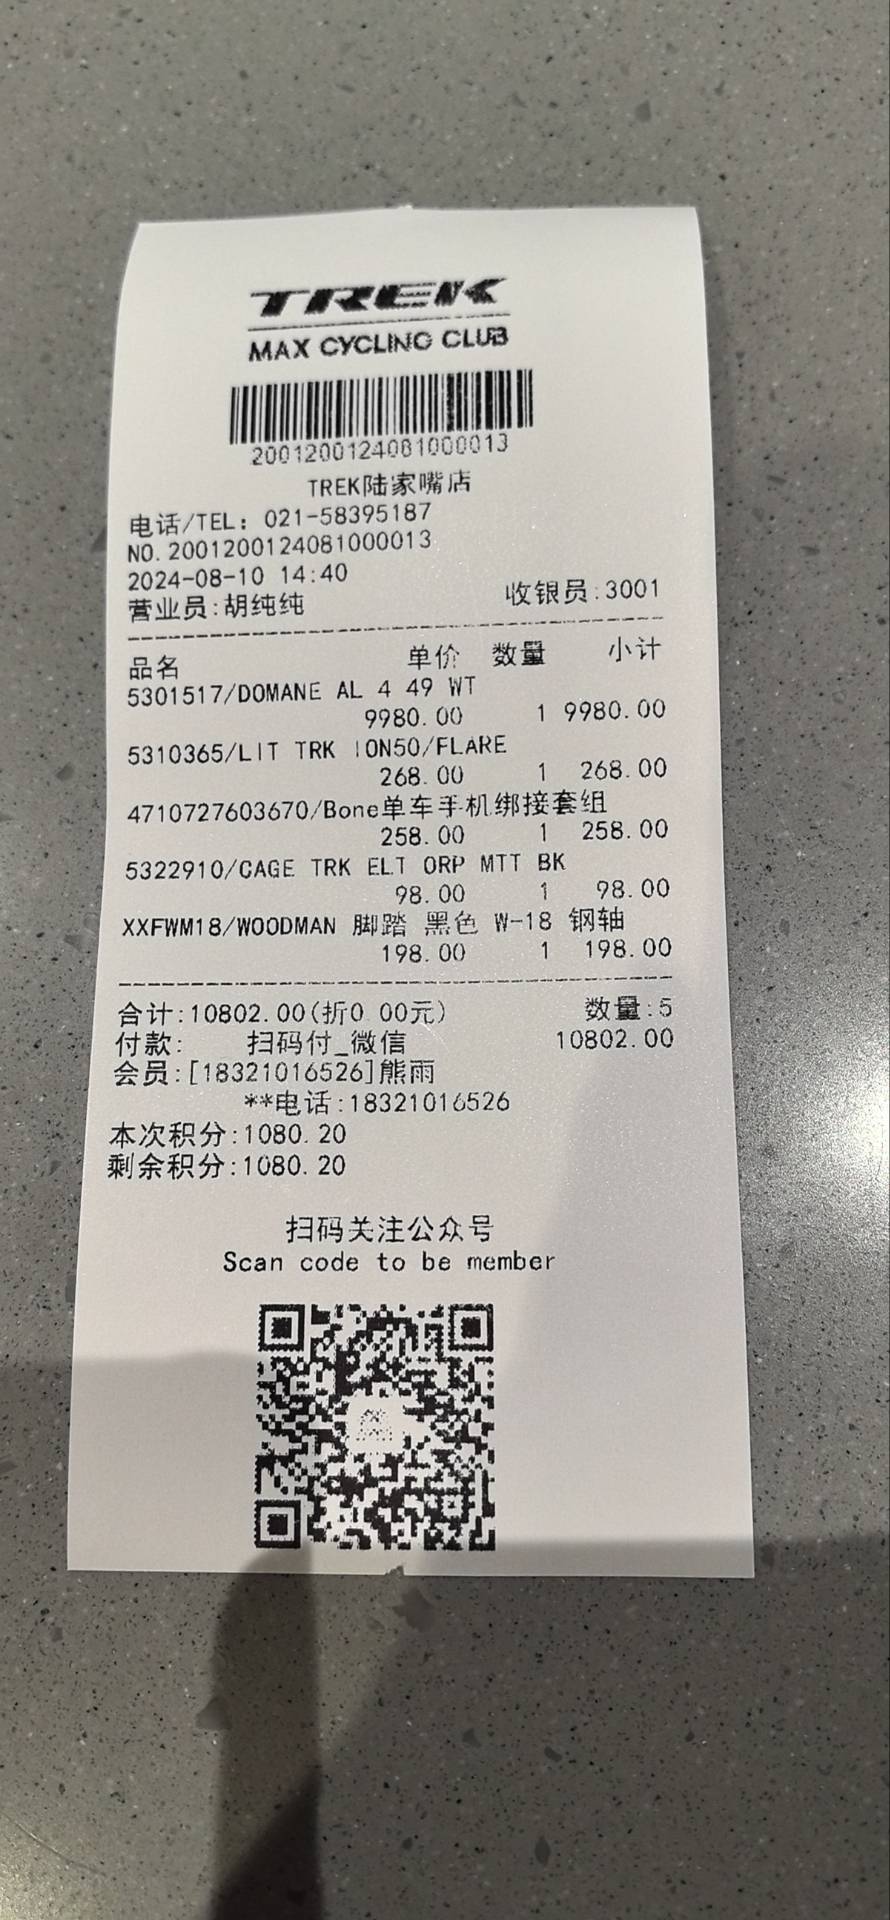 TREK
MAX CYCLING CLUB
2001200124081000013
TREK陆家嘴店
电话/TEL: 021-58395187
NO.2001200124081000013
2024-08-10 14:40
营业员:胡纯纯 收银员:3001
品名 单价 数量 小计
5301517/DOMANE AL 4 49 WT
9980.00 1 9980.00
5310365/LIT TRK ION50/FLARE
268.00 1 268.00
4710727603670/Bone单车手机绑接套组
258.00 1 258.00
5322910/CAGE TRK ELT ORP MTT BK
98.00 1 98.00
XXFWM18/WOODMAN 脚踏 黑色 W-18 钢轴
198.00 1 198.00
合计:10802.00(折0.00元) 数量:5
付款: 扫码付_微信 10802.00
会员:[18321016526]熊雨
**电话:18321016526
本次积分:1080.20
剩余积分:1080.20
扫码关注公众号
Scan code to be member